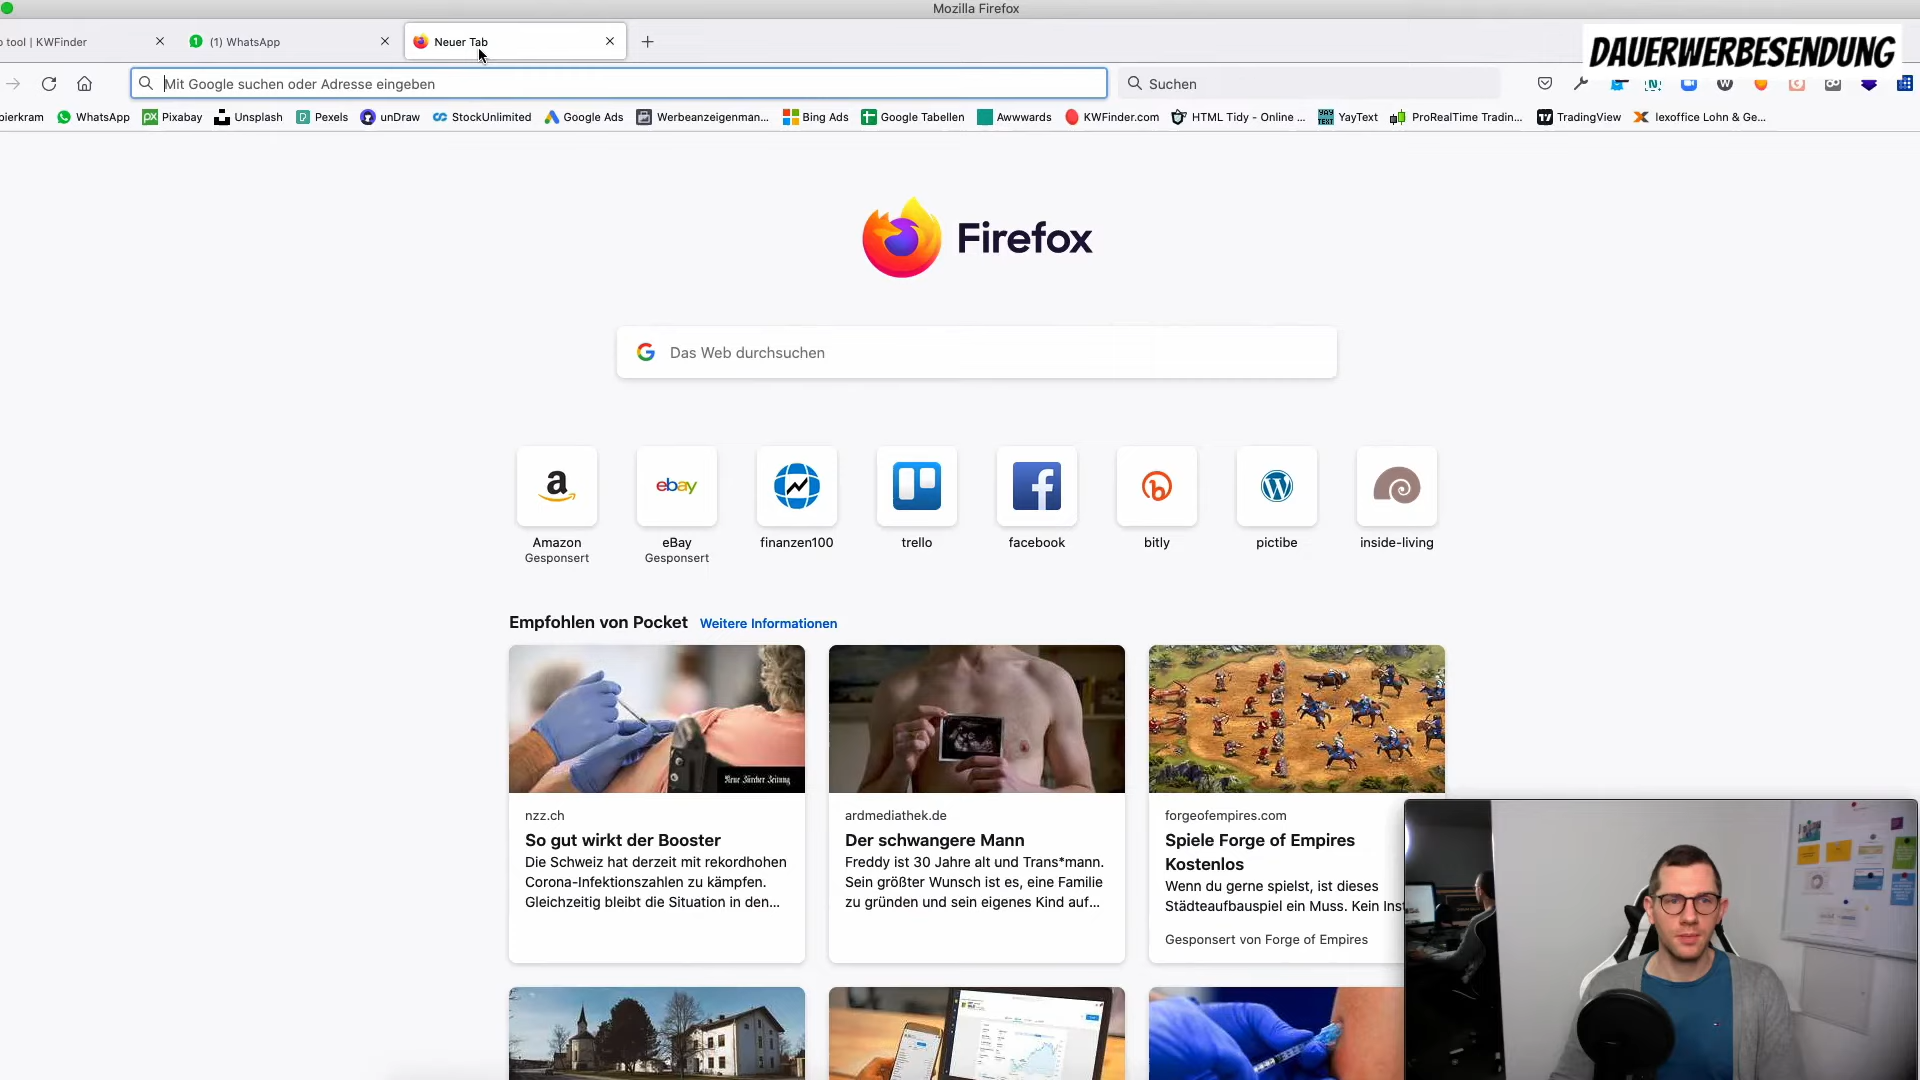 Mozilla Firefox
o tool | KWFinder
(1) WhatsApp
Neuer Tab
DAUERWERBESENDUNG
Mit Google suchen oder Adresse eingeben
Suchen
pierkram
WhatsApp
Pixabay
Unsplash
Pexels
unDraw
StockUnlimited
Google Ads
Werbeanzeigenman...
Bing Ads
Google Tabellen
Awwwards
KWFinder.com
HTML Tidy - Online ...
YayText
ProRealTime Tradin...
TradingView
lexoffice Lohn & Ge...
Firefox
Das Web durchsuchen
ebay
Amazon
Gesponsert
eBay
Gesponsert
finanzen100
trello
facebook
bitly
pictibe
inside-living
Empfohlen von Pocket Weitere Informationen
Neue Zürcher Zeitung
nzz.ch
So gut wirkt der Booster
Die Schweiz hat derzeit mit rekordhohen
Corona-Infektionszahlen zu kämpfen.
Gleichzeitig bleibt die Situation in den...
ardmediathek.de
Der schwangere Mann
Freddy ist 30 Jahre alt und Trans*mann.
Sein größter Wunsch ist es, eine Familie
zu gründen und sein eigenes Kind auf...
forgeofempires.com
Spiele Forge of Empires
Kostenlos
Wenn du gerne spielst, ist dieses
Städteaufbauspiel ein Muss. Kein Inst
Gesponsert von Forge of Empires